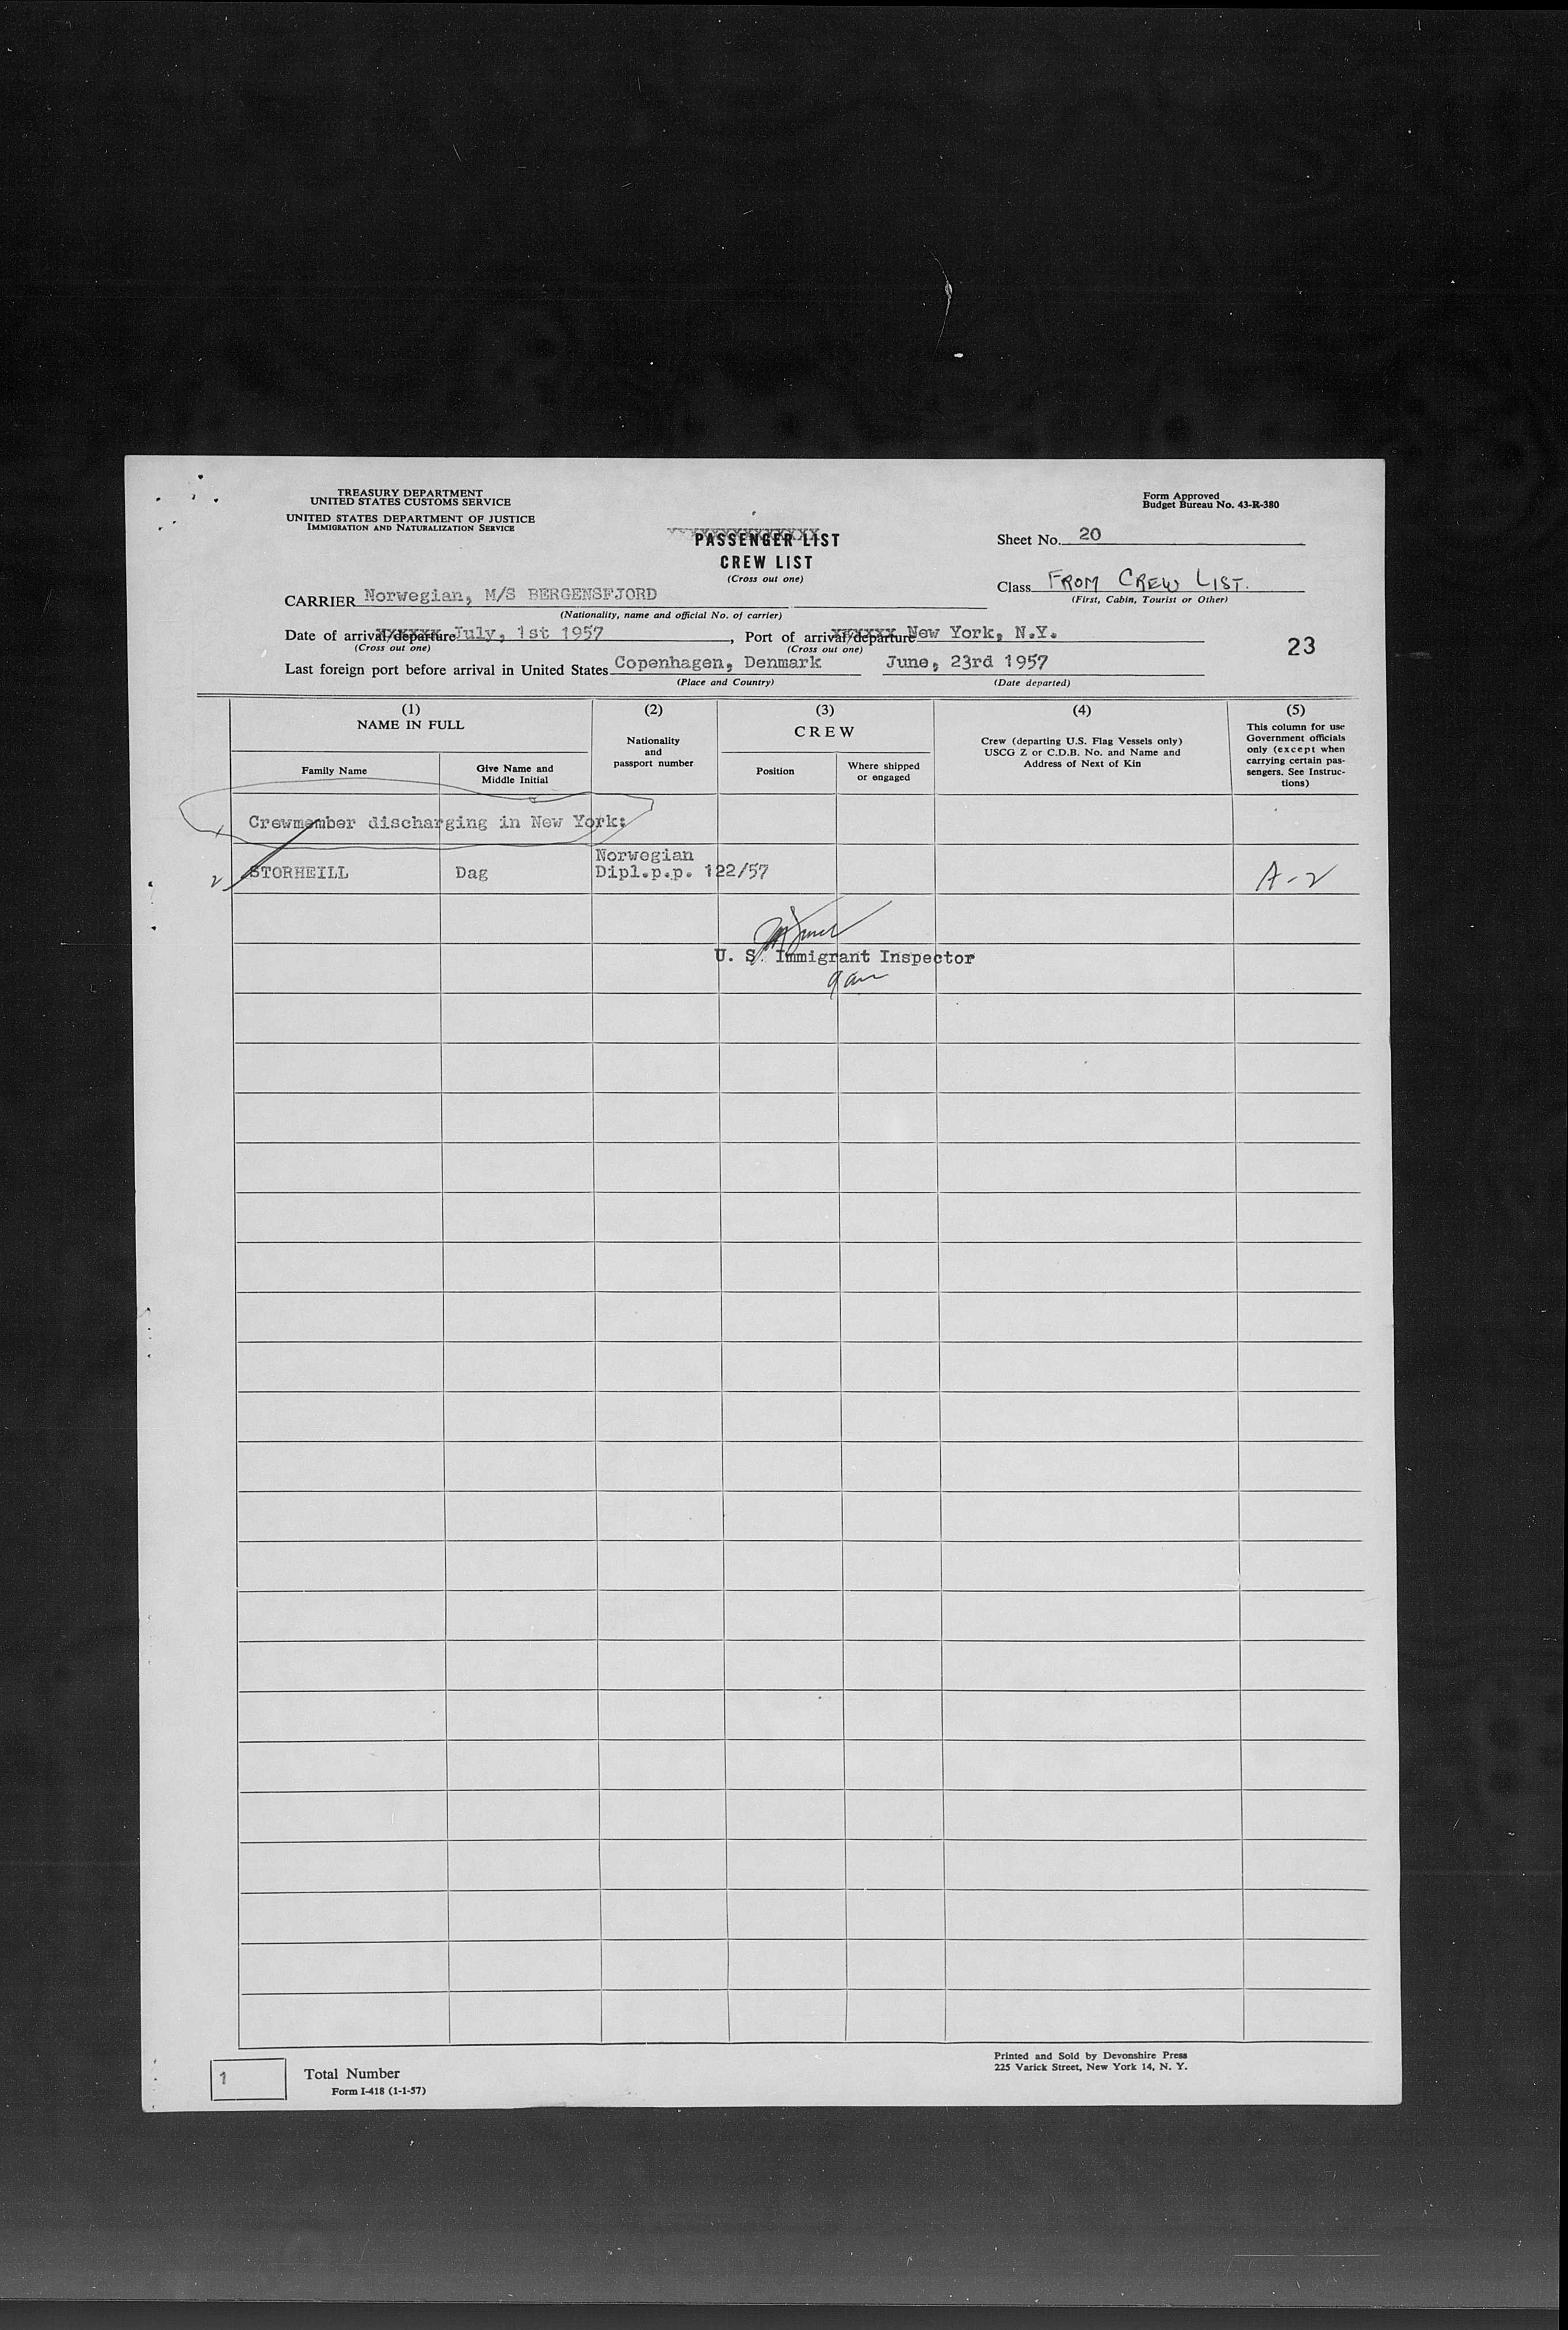 TREASURY DEPARTMENT
UNITED STATES CUSTOMS SERVICE
UNITED STATES DEPARTMENT OF JUSTICE
IMMIGRATION AND NATURALIZATION SERVICE
Form Approved
Budget Bureau No. 43-R-380
PASSENGER LIST
CREW LIST
(Cross out one)
Sheet No. 20
Class FROM CREW LIST.
(First, Cabin, Tourist or Other)
CARRIER Norwegian, M/S BERGENSFJORD
(Nationality, name and official No. of carrier)
Date of arrival/departure July, 1st 1957, Port of arrival/departure New York, N.Y.
(Cross out one) (Cross out one)
23
Last foreign port before arrival in United States Copenhagen, Denmark June, 23rd 1957
(Place and Country) (Date departed)
(1)
NAME IN FULL
Family Name
Give Name and
Middle Initial
(2)
Nationality
and
passport number
(3)
CREW
Position
Where shipped
or engaged
(4)
Crew (departing U.S. Flag Vessels only)
USCG Z or C.D.B. No. and Name and
Address of Next of Kin
(5)
This column for use
Government officials
only (except when
carrying certain pas-
sengers. See Instruc-
tions)
1 Crewmember discharging in New York:
2 STORHEILL Dag Norwegian
Dipl.p.p. 122/57 A-2
U. S. Immigrant Inspector
1
Total Number
Form I-418 (1-1-57)
Printed and Sold by Devonshire Press
225 Varick Street, New York 14, N. Y.